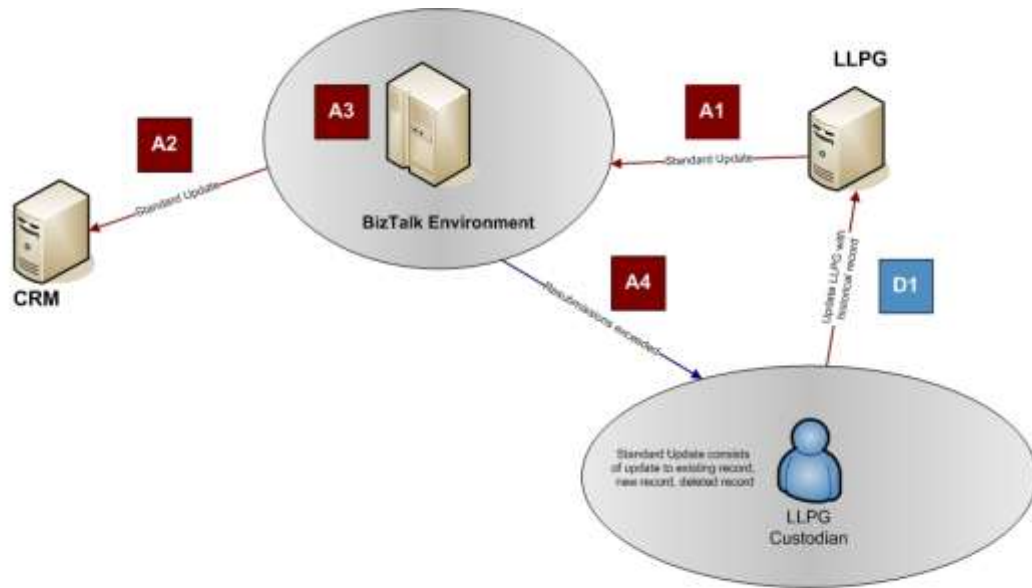 LLPG
A1
A3
Standard Update
A2
Standard Update
BizTalk Environment
CRM
A4
Resubmissions exceeded
D1
Update LLPG with
historical record
Standard Update consists
of update to existing record,
new record, deleted record
LLPG
Custodian